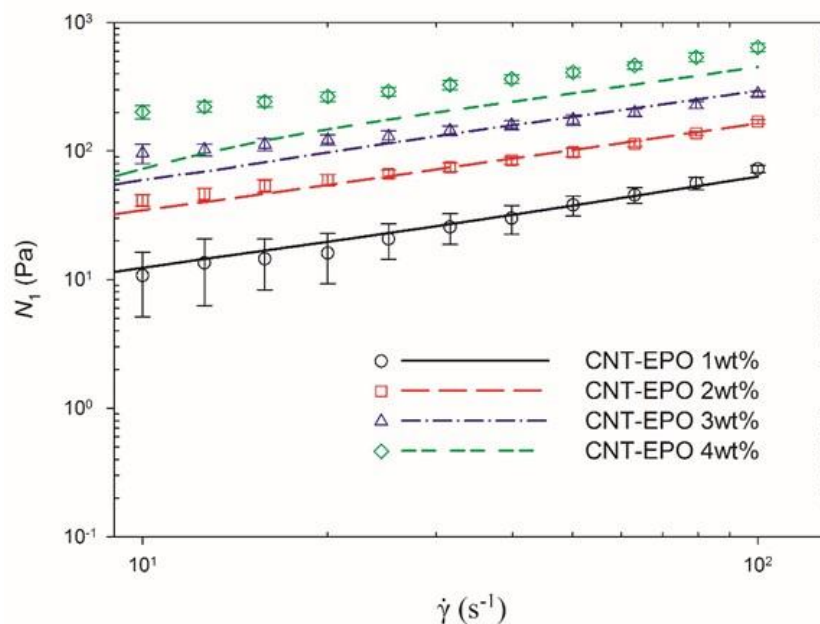 10³
10²
10¹
10⁰
10⁻¹
N₁ (Pa)
CNT-EPO 1wt%
CNT-EPO 2wt%
CNT-EPO 3wt%
CNT-EPO 4wt%
10¹ 10²
γ̇ (s⁻¹)